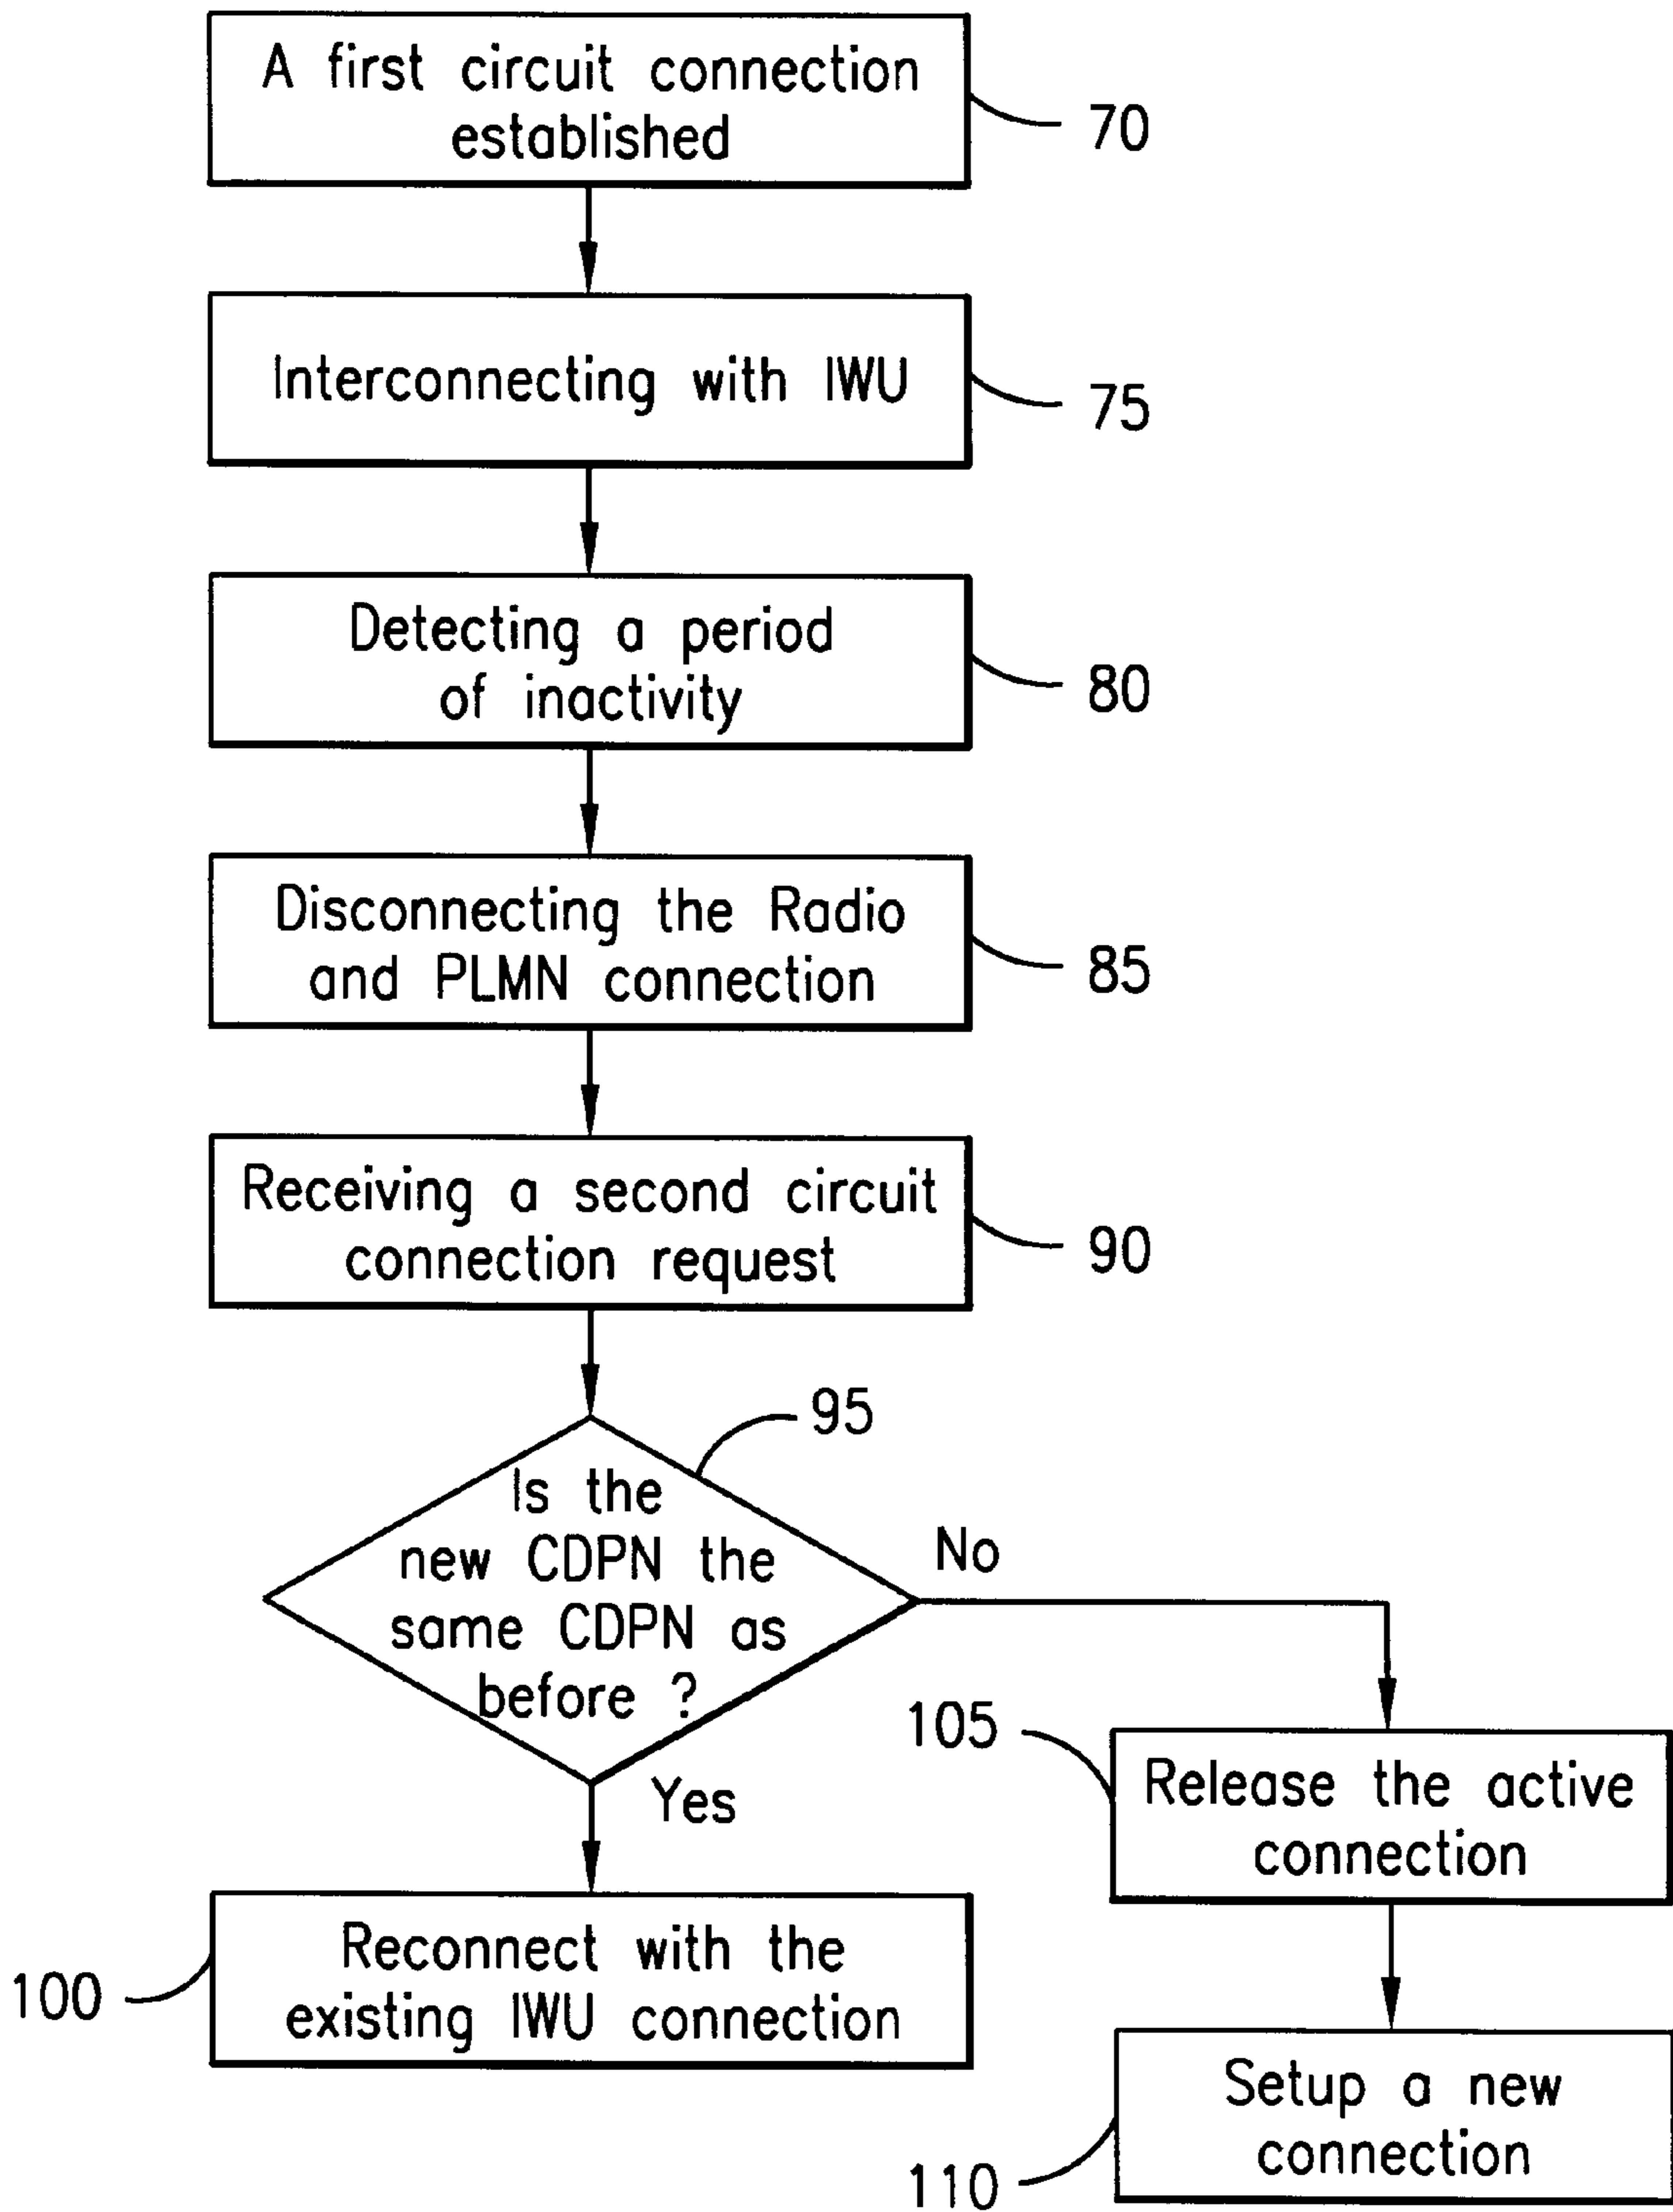 A first circuit connection
established
70
Interconnecting with IWU
75
Detecting a period
of inactivity
80
Disconnecting the Radio
and PLMN connection
85
Receiving a second circuit
connection request
90
95
Is the
new CDPN the
same CDPN as
before ?
No
Yes
105
Release the active
connection
100
Reconnect with the
existing IWU connection
110
Setup a new
connection